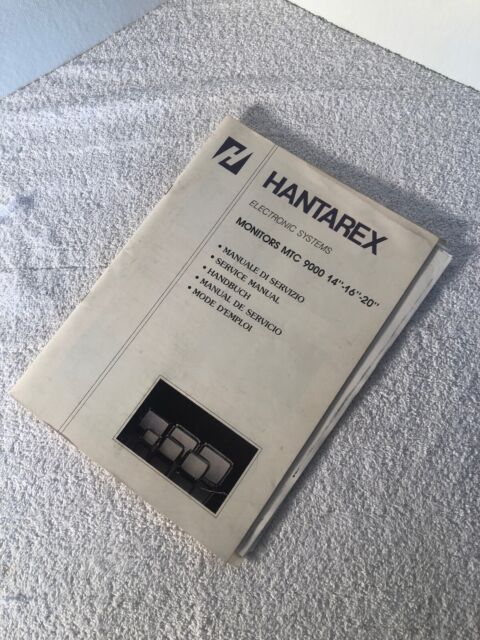 HANTAREX
ELECTRONIC SYSTEMS
MONITORS MTC 9000 14"-16"-20"
• MANUALE DI SERVIZIO
• SERVICE MANUAL
• HANDBUCH
• MANUAL DE SERVICIO
• MODE D'EMPLOI